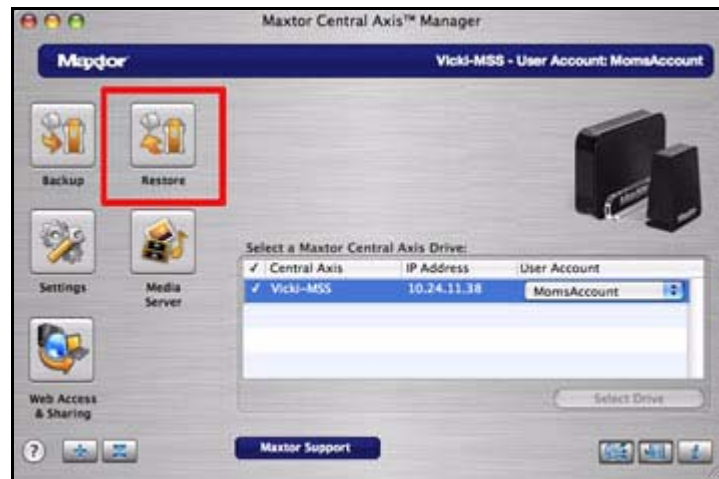 Maxtor Central Axis™ Manager
Maxtor
Vicki-MSS - User Account: MomsAccount
Backup
Restore
Select a Maxtor Central Axis Drive:
✓ Central Axis IP Address User Account
✓ Vicki-MSS 10.24.11.38 MomsAccount
Settings
Media
Server
Web Access
& Sharing
Select Drive
?
Maxtor Support
i